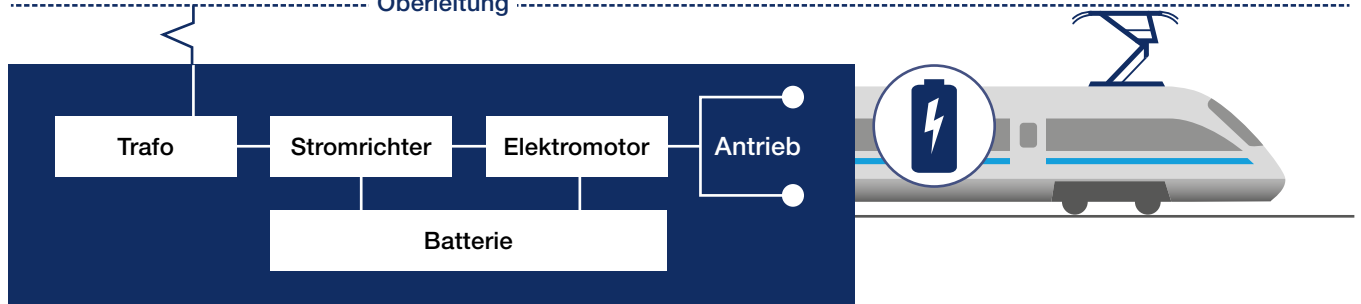 Oberleitung
Trafo
Stromrichter
Elektromotor
Antrieb
Batterie